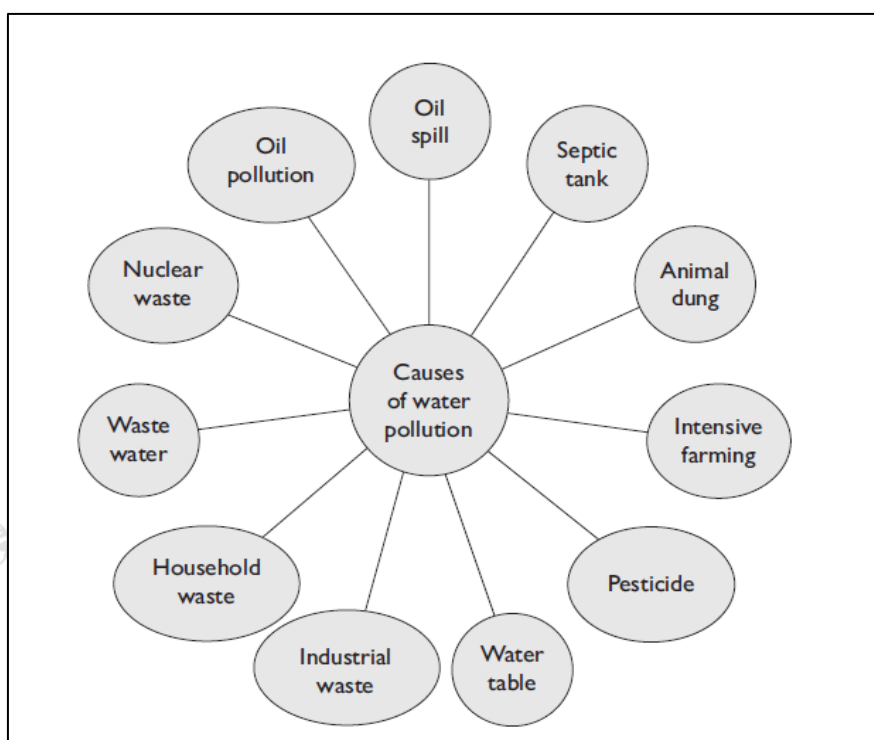 Oil
spill
Septic
tank
Animal
dung
Intensive
farming
Pesticide
Water
table
Industrial
waste
Household
waste
Waste
water
Nuclear
waste
Oil
pollution
Causes
of water
pollution